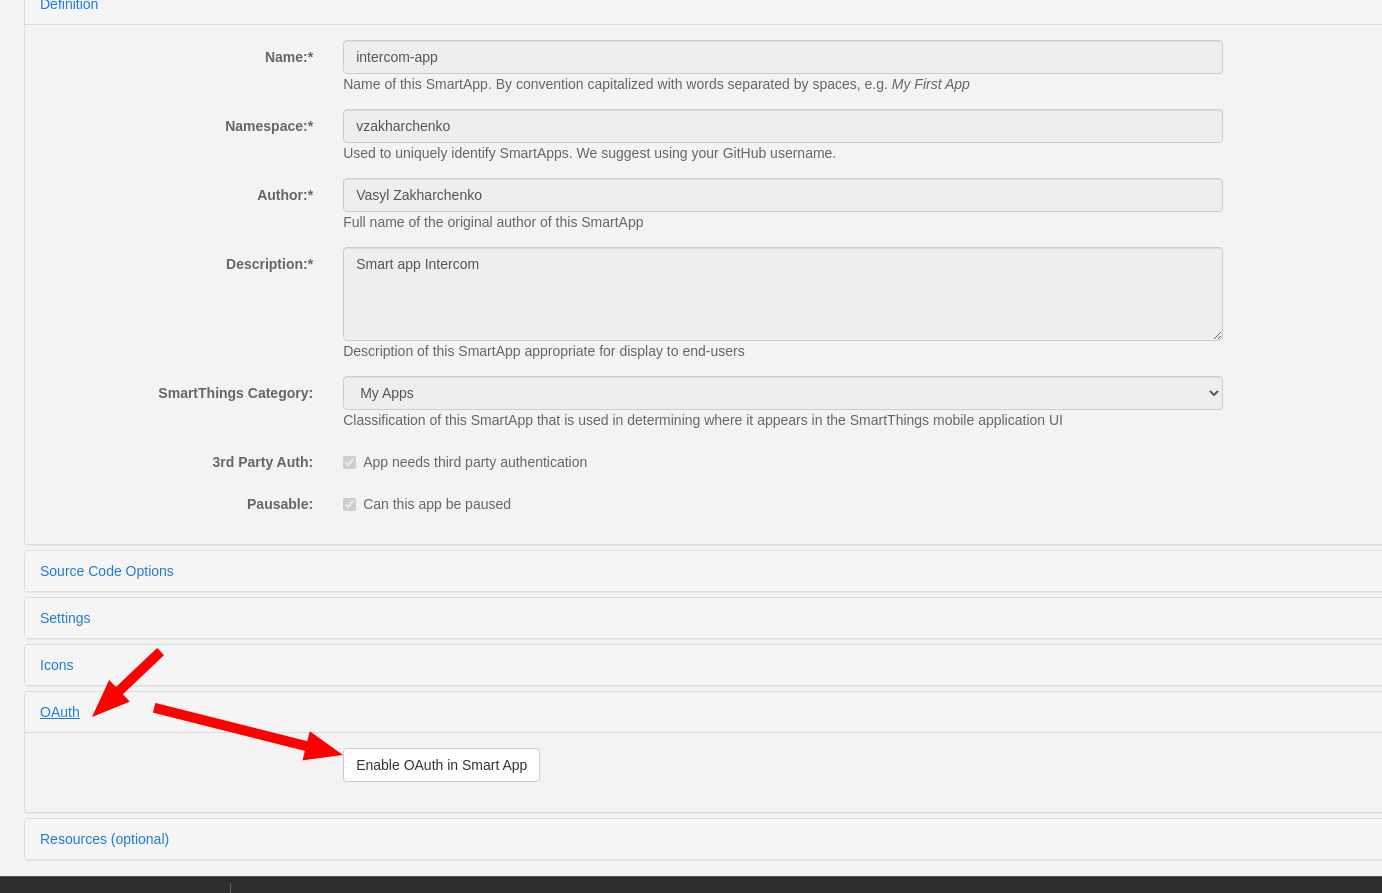 Definition
Name:* intercom-app
Name of this SmartApp. By convention capitalized with words separated by spaces, e.g. My First App
Namespace:* vzakharchenko
Used to uniquely identify SmartApps. We suggest using your GitHub username.
Author:* Vasyl Zakharchenko
Full name of the original author of this SmartApp
Description:* Smart app Intercom
Description of this SmartApp appropriate for display to end-users
SmartThings Category: My Apps
Classification of this SmartApp that is used in determining where it appears in the SmartThings mobile application UI
3rd Party Auth: App needs third party authentication
Pausable: Can this app be paused
Source Code Options
Settings
Icons
OAuth
Enable OAuth in Smart App
Resources (optional)